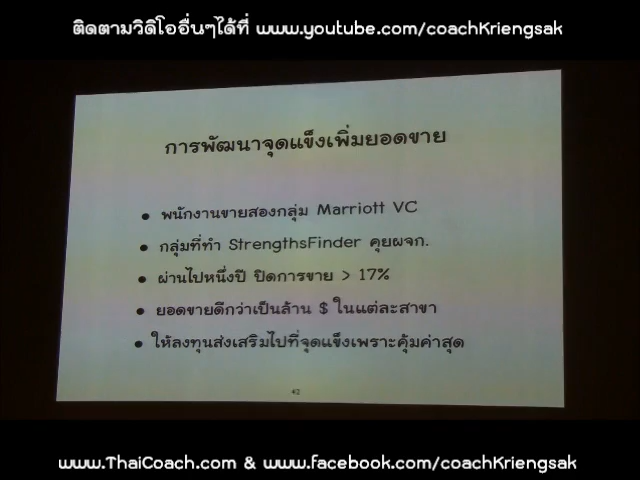 ติดตามวิดิโออื่นๆได้ที่ www.youtube.com/coachKriengsak
การพัฒนาจุดแข็งเพิ่มยอดขาย
• พนักงานขายสองกลุ่ม Marriott VC
• กลุ่มที่ทำ StrengthsFinder คุยผจก.
• ผ่านไปหนึ่งปี ปิดการขาย > 17%
• ยอดขายดีกว่าเป็นล้าน $ ในแต่ละสาขา
• ให้ลงทุนส่งเสริมไปที่จุดแข็งเพราะคุ้มค่าสุด
42
www.ThaiCoach.com & www.facebook.com/coachKriengsak